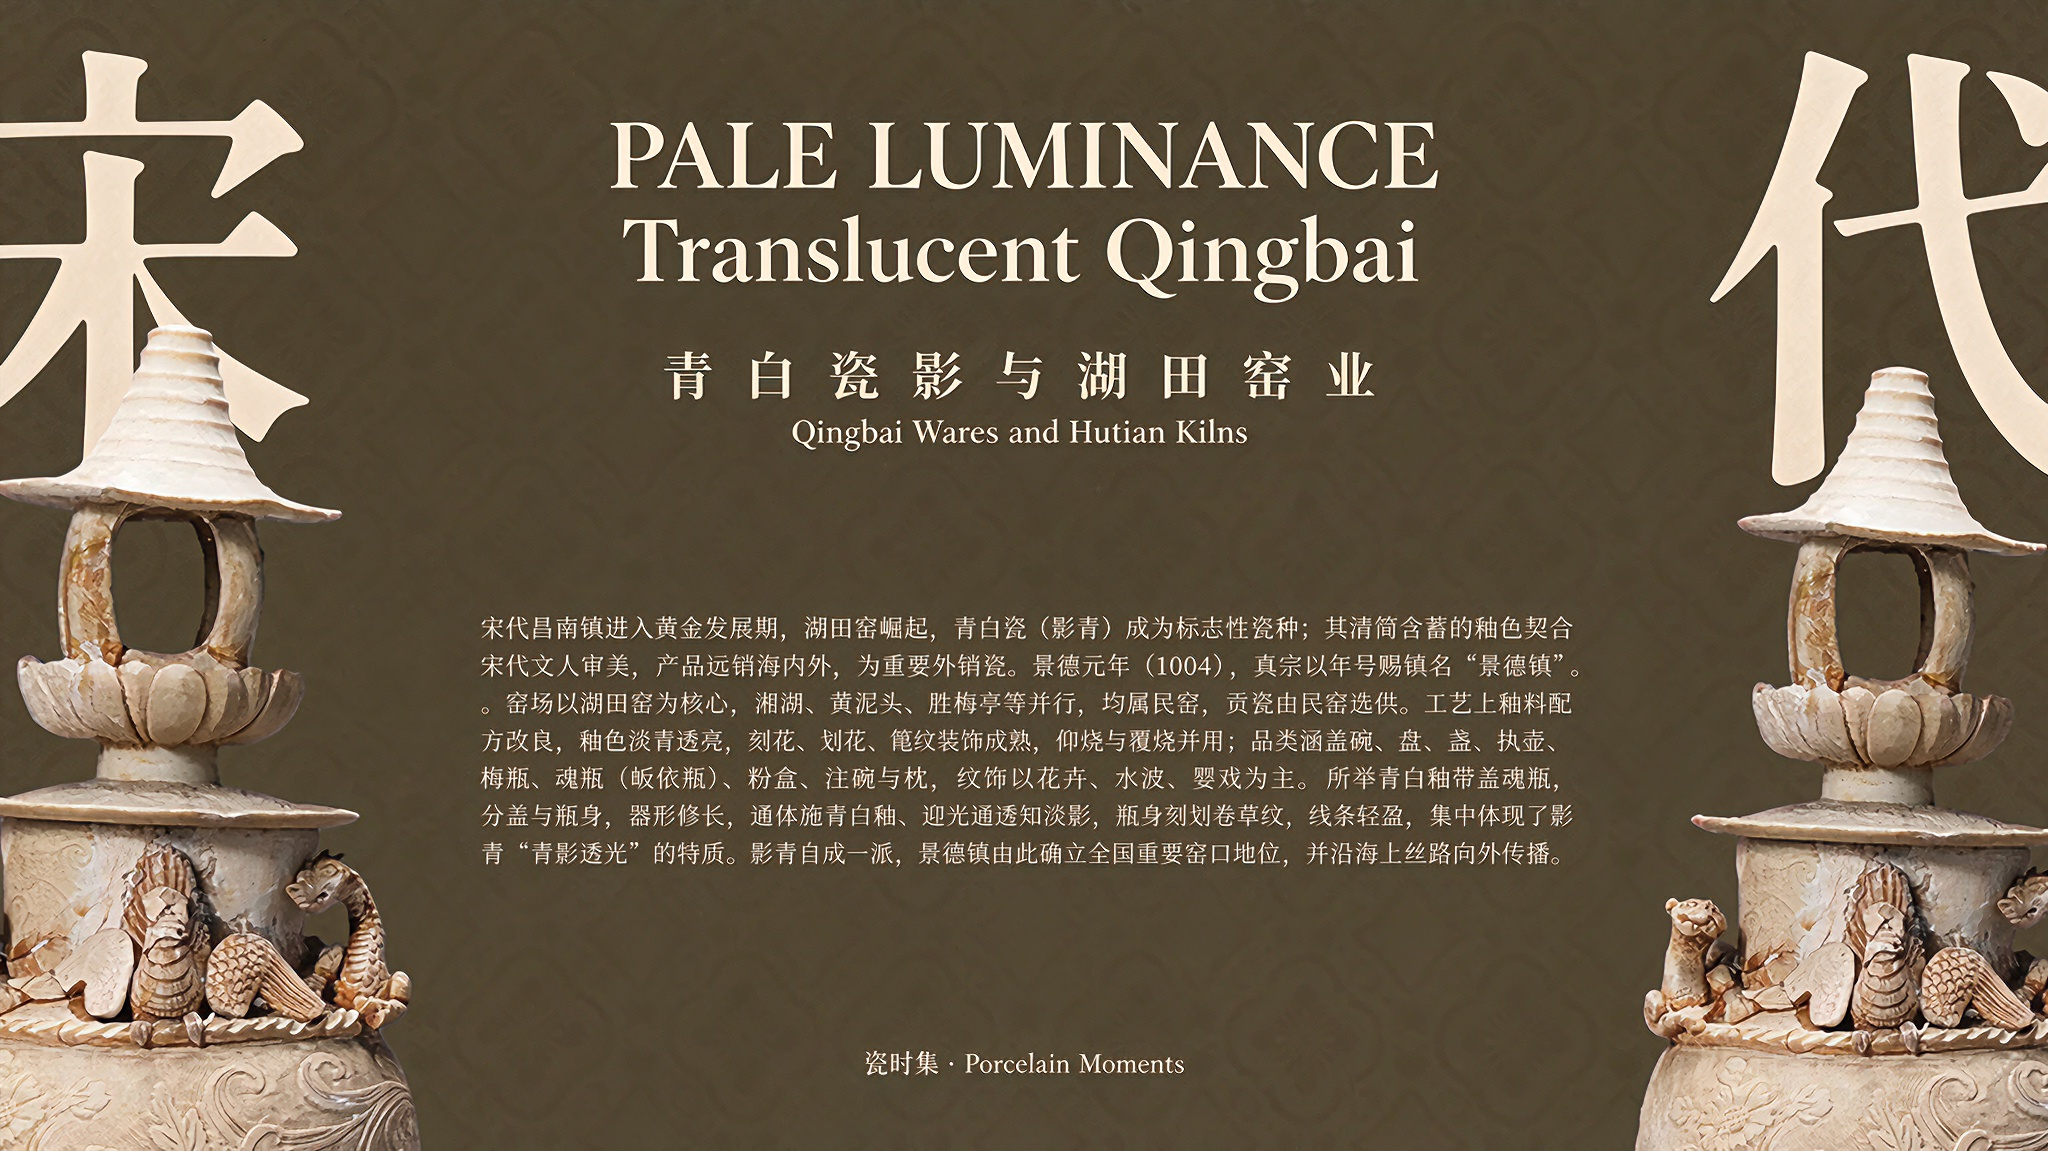 宋代
PALE LUMINANCE
Translucent Qingbai
青白瓷影与湖田窑业
Qingbai Wares and Hutian Kilns
宋代昌南镇进入黄金发展期，湖田窑崛起，青白瓷（影青）成为标志性瓷种；其清简含蓄的釉色契合
宋代文人审美，产品远销海内外，为重要外销瓷。景德元年（1004），真宗以年号赐镇名“景德镇”。
。窑场以湖田窑为核心，湘湖、黄泥头、胜梅亭等并行，均属民窑，贡瓷由民窑选供。工艺上釉料配
方改良，釉色淡青透亮，刻花、划花、篦纹装饰成熟，仰烧与覆烧并用；品类涵盖碗、盘、盏、执壶、
梅瓶、魂瓶（皈依瓶）、粉盒、注碗与枕，纹饰以花卉、水波、婴戏为主。所举青白釉带盖魂瓶，
分盖与瓶身，器形修长，通体施青白釉、迎光通透知淡影，瓶身刻划卷草纹，线条轻盈，集中体现了影
青“青影透光”的特质。影青自成一派，景德镇由此确立全国重要窑口地位，并沿海上丝路向外传播。
瓷时集 · Porcelain Moments